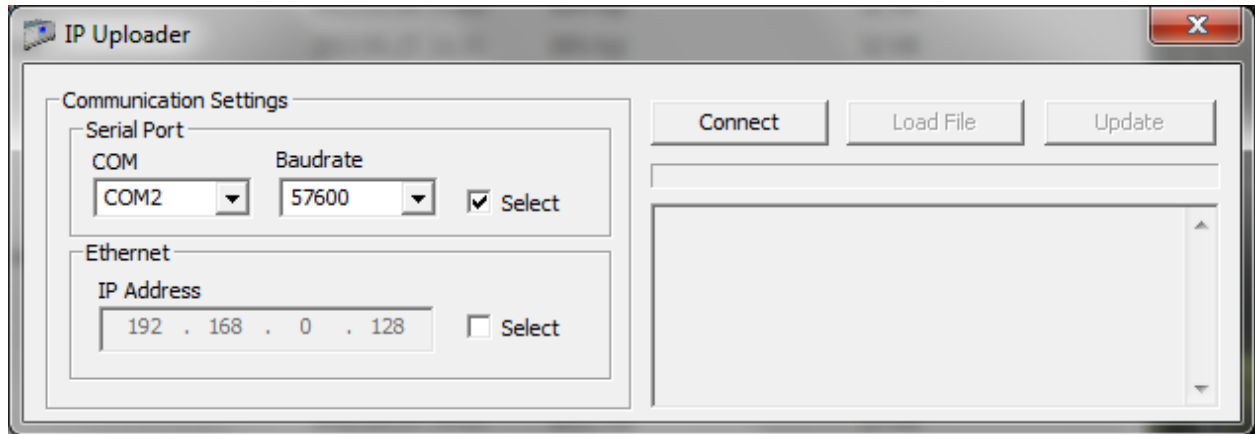 IP Uploader
Communication Settings
Serial Port
COM Baudrate
COM2 57600 Select
Ethernet
IP Address
192 . 168 . 0 . 128 Select
Connect Load File Update